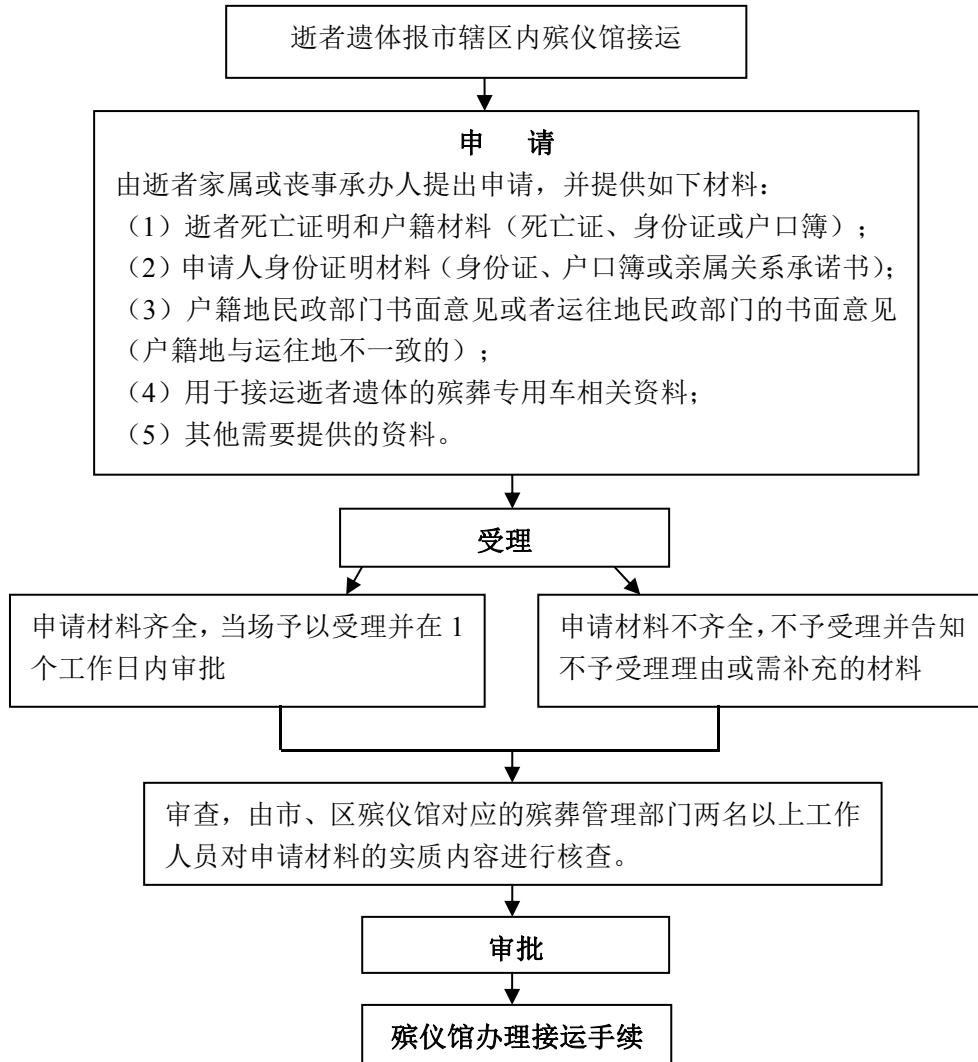 逝者遗体报市辖区内殡仪馆接运
申 请
由逝者家属或丧事承办人提出申请，并提供如下材料：
（1）逝者死亡证明和户籍材料（死亡证、身份证或户口簿）；
（2）申请人身份证明材料（身份证、户口簿或亲属关系承诺书）；
（3）户籍地民政部门书面意见或者运往地民政部门的书面意见
（户籍地与运往地不一致的）；
（4）用于接运逝者遗体的殡葬专用车相关资料；
（5）其他需要提供的资料。
受理
申请材料齐全，当场予以受理并在 1
个工作日内审批
申请材料不齐全，不予受理并告知
不予受理理由或需补充的材料
审查，由市、区殡仪馆对应的殡葬管理部门两名以上工作
人员对申请材料的实质内容进行核查。
审批
殡仪馆办理接运手续